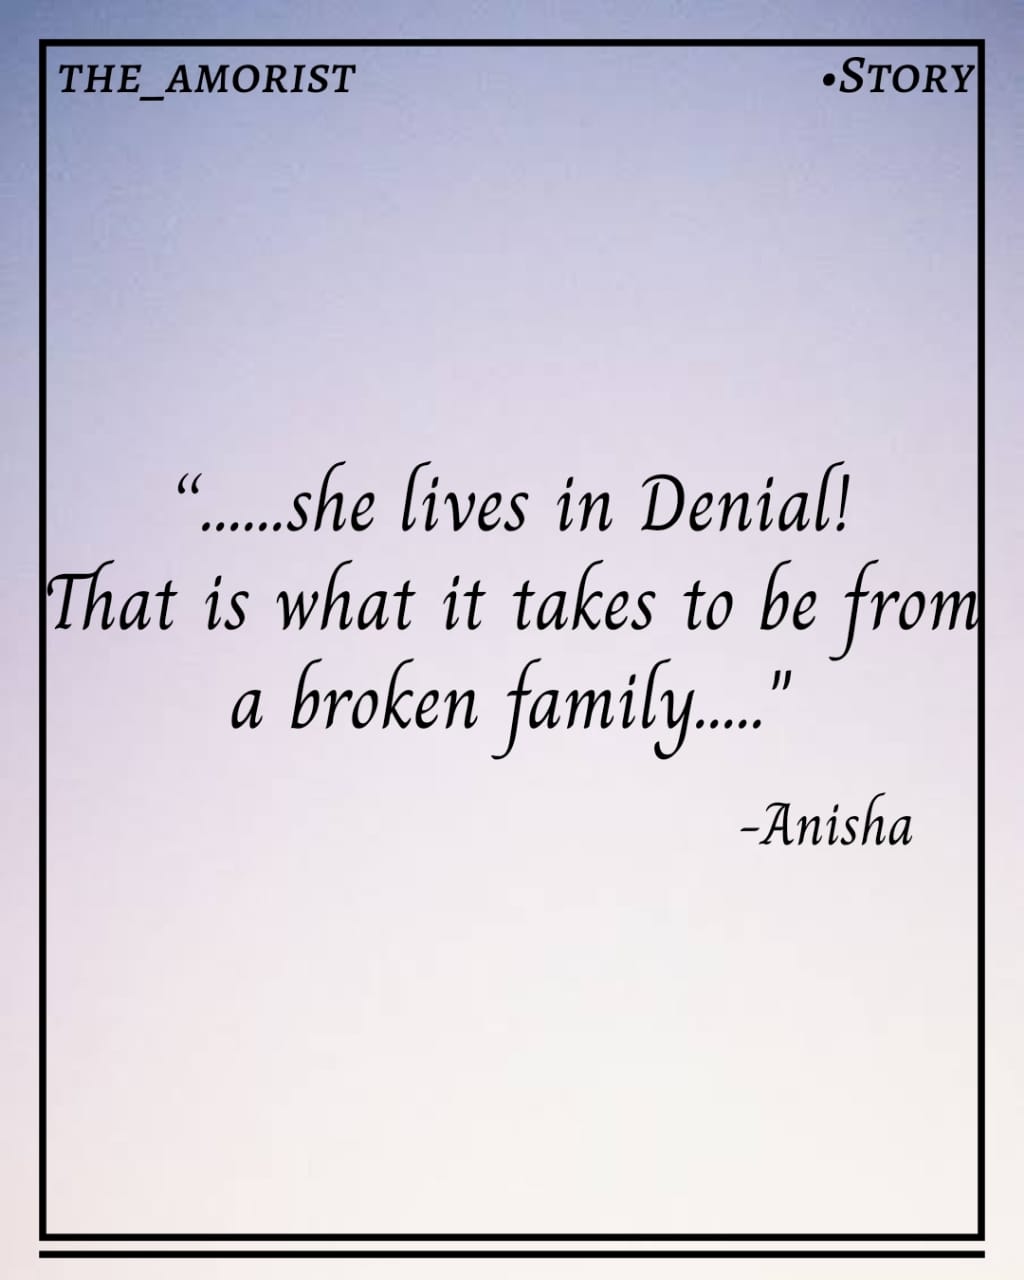 THE_AMORIST
•STORY
“......she lives in Denial!
That is what it takes to be from
a broken family....."
-Anisha